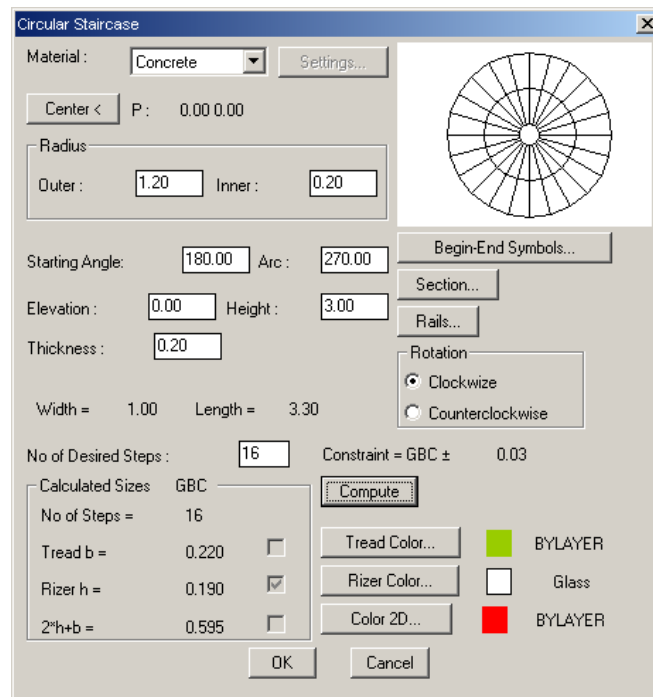 Circular Staircase
Material : Concrete Settings...
Center < P : 0.00 0.00
Radius
Outer : 1.20 Inner : 0.20
Begin-End Symbols...
Starting Angle: 180.00 Arc : 270.00
Section...
Elevation : 0.00 Height : 3.00
Rails...
Thickness : 0.20
Rotation
Clockwize
Width = 1.00 Length = 3.30
Counterclockwise
No of Desired Steps : 16 Constraint = GBC ± 0.03
Calculated Sizes GBC
Compute
No of Steps = 16
Tread b = 0.220
Tread Color... BYLAYER
Rizer h = 0.190
Rizer Color... Glass
2*h+b = 0.595
Color 2D... BYLAYER
OK Cancel